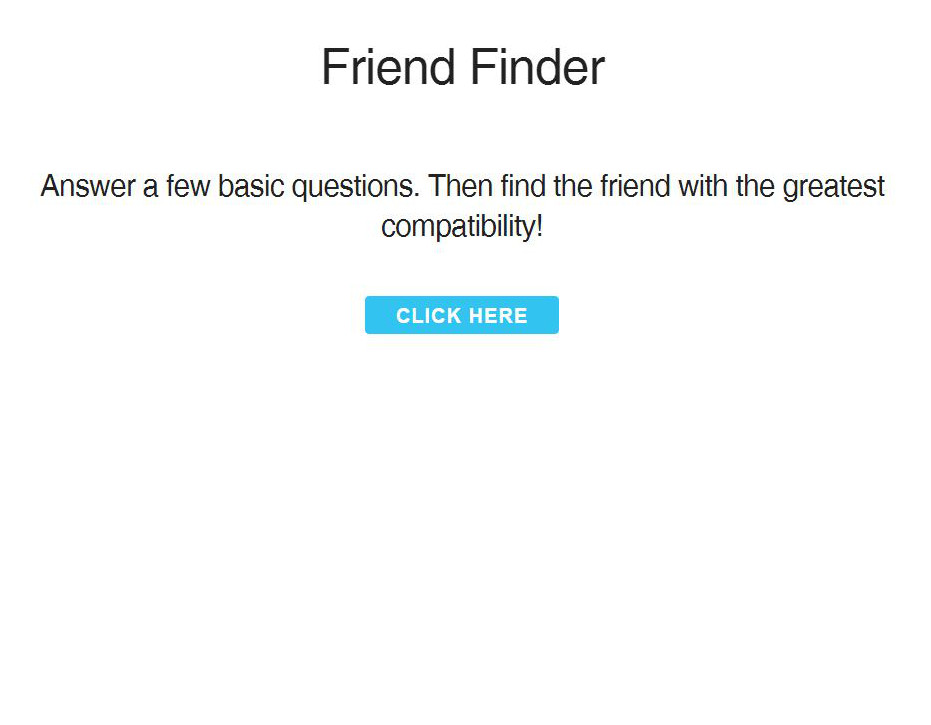 Friend Finder
Answer a few basic questions. Then find the friend with the greatest
compatibility!
CLICK HERE